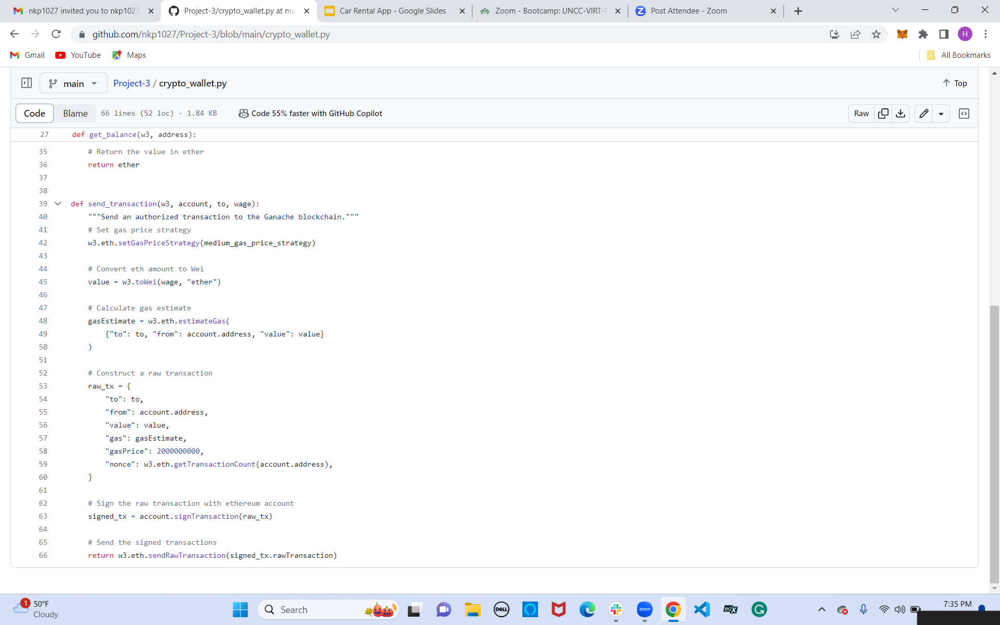 nkp1027 invited you to nkp1027
Project-3/crypto_wallet.py at ma
Car Rental App - Google Slides
Zoom - Bootcamp: UNCC-VIRT-F
Post Attendee - Zoom
github.com/nkp1027/Project-3/blob/main/crypto_wallet.py
H
Gmail
YouTube
Maps
All Bookmarks
main
Project-3 / crypto_wallet.py
Top
Code
Blame
66 lines (52 loc) · 1.84 KB
Code 55% faster with GitHub Copilot
Raw
27 def get_balance(w3, address):
35     # Return the value in ether
36     return ether
37
38
39 def send_transaction(w3, account, to, wage):
40     """Send an authorized transaction to the Ganache blockchain."""
41     # Set gas price strategy
42     w3.eth.setGasPriceStrategy(medium_gas_price_strategy)
43
44     # Convert eth amount to Wei
45     value = w3.toWei(wage, "ether")
46
47     # Calculate gas estimate
48     gasEstimate = w3.eth.estimateGas(
49         {"to": to, "from": account.address, "value": value}
50     )
51
52     # Construct a raw transaction
53     raw_tx = {
54         "to": to,
55         "from": account.address,
56         "value": value,
57         "gas": gasEstimate,
58         "gasPrice": 2000000000,
59         "nonce": w3.eth.getTransactionCount(account.address),
60     }
61
62     # Sign the raw transaction with ethereum account
63     signed_tx = account.signTransaction(raw_tx)
64
65     # Send the signed transactions
66     return w3.eth.sendRawTransaction(signed_tx.rawTransaction)
1
50°F
Cloudy
Search
DELL
zoom
edX
7:35 PM